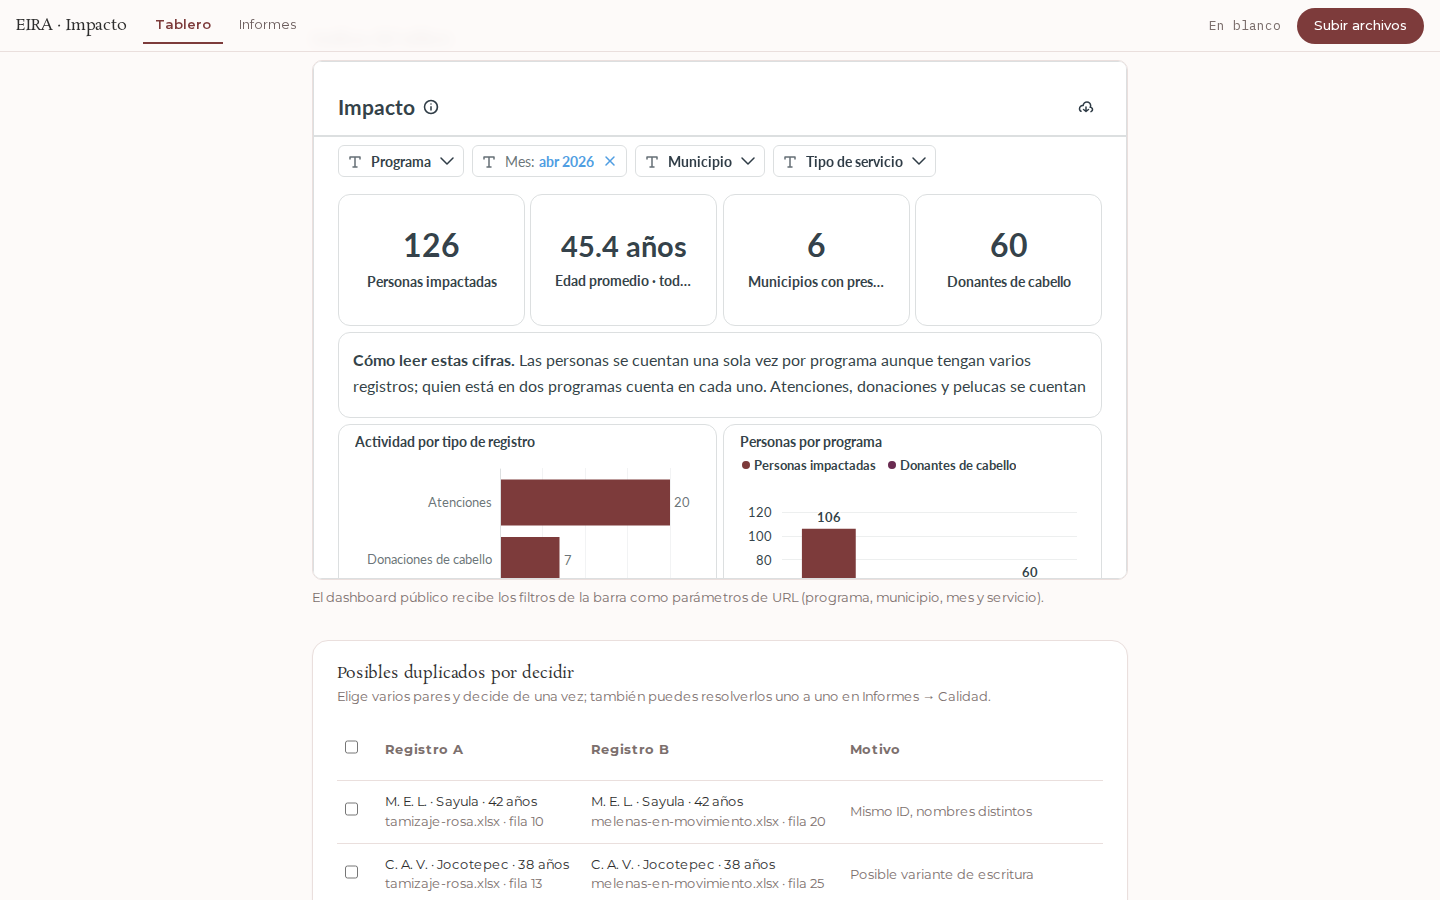 EIRA · Impacto
Tablero
Informes
En blanco
Subir archivos
Impacto
Programa
Mes: abr 2026
Municipio
Tipo de servicio
126
Personas impactadas
45.4 años
Edad promedio · tod...
6
Municipios con pres...
60
Donantes de cabello
Cómo leer estas cifras. Las personas se cuentan una sola vez por programa aunque tengan varios
registros; quien está en dos programas cuenta en cada uno. Atenciones, donaciones y pelucas se cuentan
Actividad por tipo de registro
Atenciones
20
Donaciones de cabello
7
Personas por programa
Personas impactadas
Donantes de cabello
120
106
100
80
60
El dashboard público recibe los filtros de la barra como parámetros de URL (programa, municipio, mes y servicio).
Posibles duplicados por decidir
Elige varios pares y decide de una vez; también puedes resolverlos uno a uno en Informes → Calidad.
Registro A
Registro B
Motivo
M. E. L. · Sayula · 42 años
tamizaje-rosa.xlsx · fila 10
M. E. L. · Sayula · 42 años
melenas-en-movimiento.xlsx · fila 20
Mismo ID, nombres distintos
C. A. V. · Jocotepec · 38 años
tamizaje-rosa.xlsx · fila 13
C. A. V. · Jocotepec · 38 años
melenas-en-movimiento.xlsx · fila 25
Posible variante de escritura